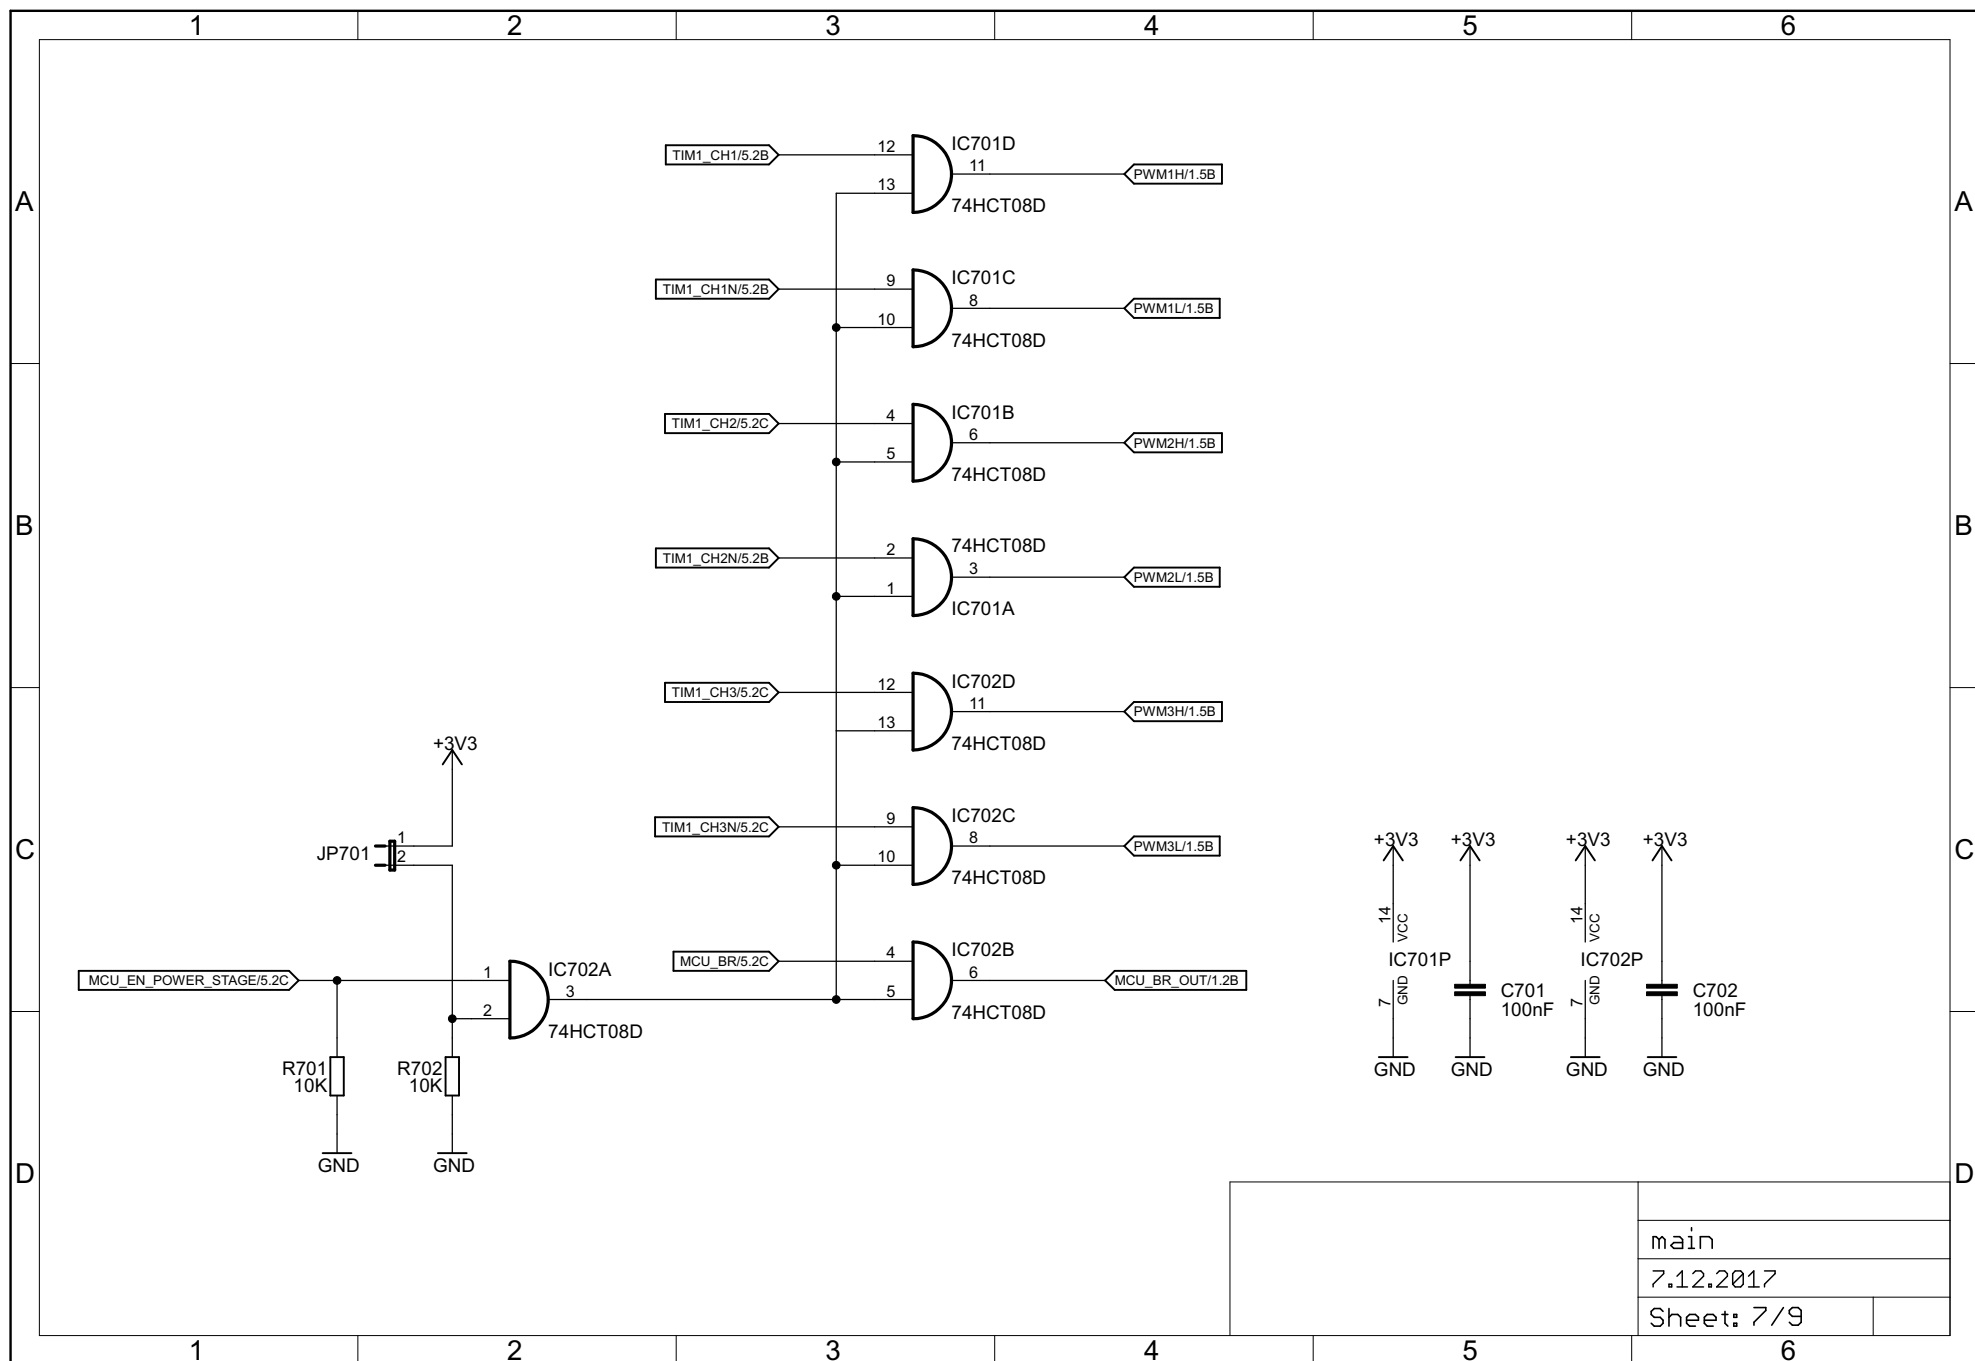 1 2 3 4 5 6
A A
B B
C C
D D
TIM1_CH1/5.2B 12 13 IC701D 11 74HCT08D PWM1H/1.5B
TIM1_CH1N/5.2B 9 10 IC701C 8 74HCT08D PWM1L/1.5B
TIM1_CH2/5.2C 4 5 IC701B 6 74HCT08D PWM2H/1.5B
TIM1_CH2N/5.2B 2 1 74HCT08D 3 IC701A PWM2L/1.5B
TIM1_CH3/5.2C 12 13 IC702D 11 74HCT08D PWM3H/1.5B
TIM1_CH3N/5.2C 9 10 IC702C 8 74HCT08D PWM3L/1.5B
MCU_BR/5.2C 4 5 IC702B 6 74HCT08D MCU_BR_OUT/1.2B
+3V3
JP701 1 2
MCU_EN_POWER_STAGE/5.2C 1 2 IC702A 3 74HCT08D
R701 10K
R702 10K
GND GND
+3V3 +3V3 +3V3 +3V3
14 VCC 14 VCC
IC701P IC702P
7 GND 7 GND
C701 100nF
C702 100nF
GND GND GND GND
main
7.12.2017
Sheet: 7/9
1 2 3 4 5 6